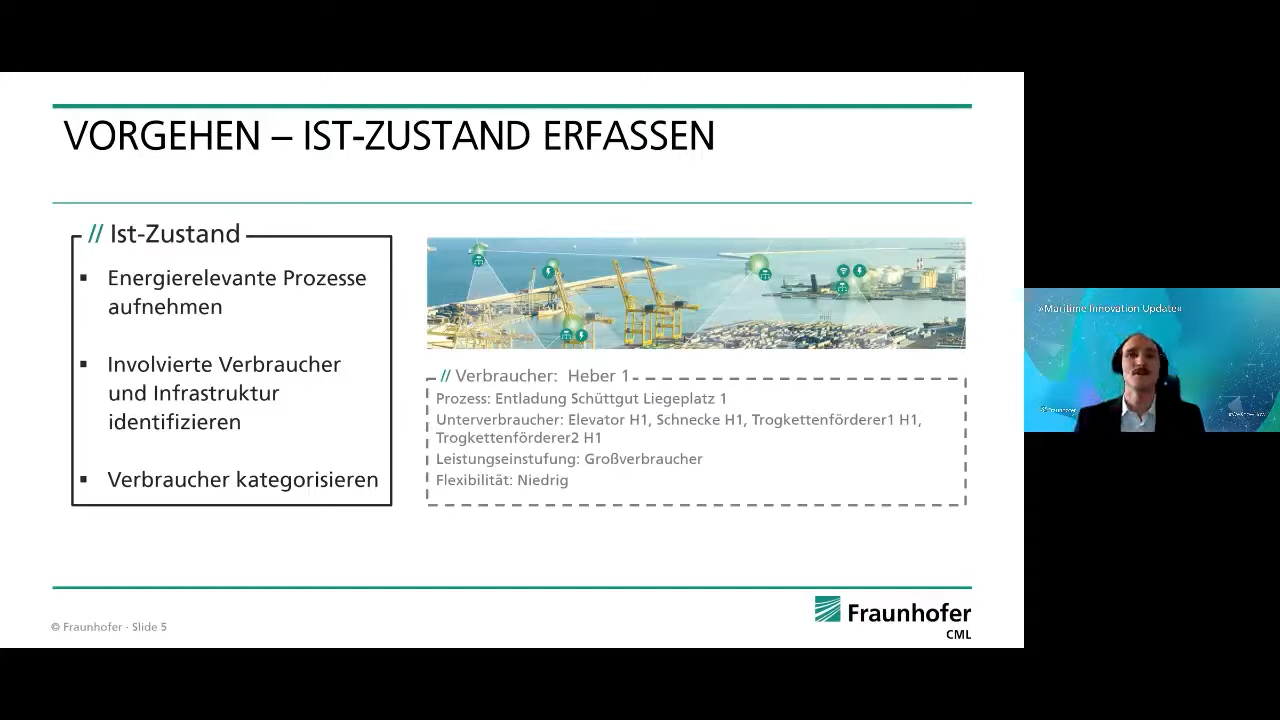 VORGEHEN – IST-ZUSTAND ERFASSEN
// Ist-Zustand
▪ Energierelevante Prozesse
aufnehmen
▪ Involvierte Verbraucher
und Infrastruktur
identifizieren
▪ Verbraucher kategorisieren
// Verbraucher: Heber 1
Prozess: Entladung Schüttgut Liegeplatz 1
Unterverbraucher: Elevator H1, Schnecke H1, Trogkettenförderer1 H1,
Trogkettenförderer2 H1
Leistungseinstufung: Großverbraucher
Flexibilität: Niedrig
© Fraunhofer · Slide 5
Fraunhofer
CML
»Maritime Innovation Update«
Fraunhofer